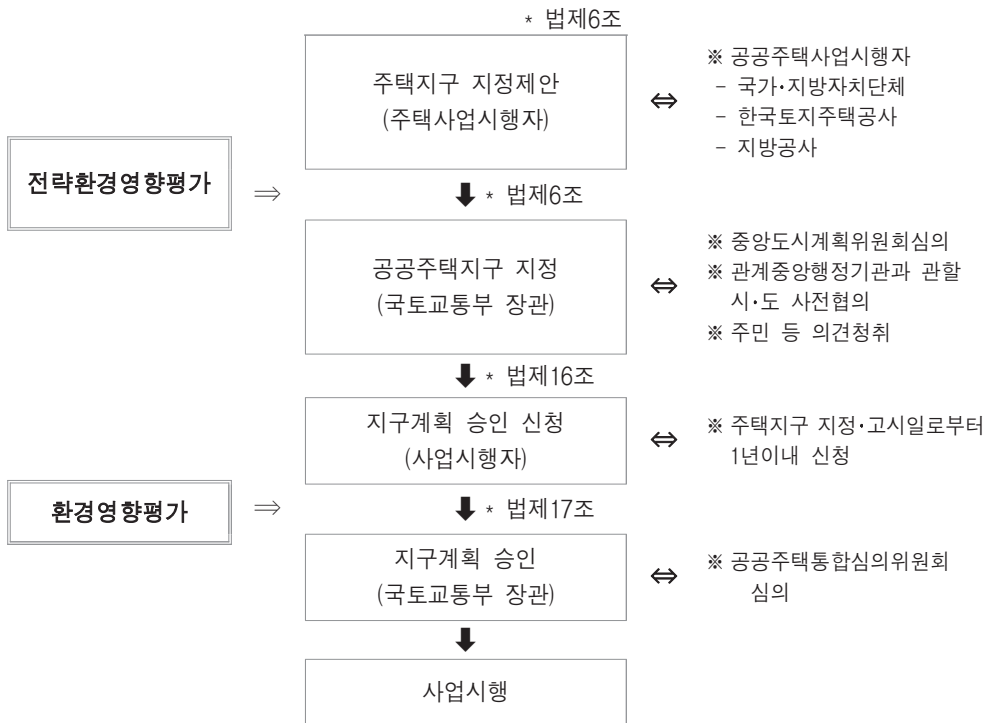 * 법제6조
주택지구 지정제안
(주택사업시행자)
⇔
※ 공공주택사업시행자
- 국가·지방자치단체
- 한국토지주택공사
- 지방공사
전략환경영향평가
⇒
* 법제6조
공공주택지구 지정
(국토교통부 장관)
⇔
※ 중앙도시계획위원회심의
※ 관계중앙행정기관과 관할
시·도 사전협의
※ 주민 등 의견청취
* 법제16조
지구계획 승인 신청
(사업시행자)
⇔
※ 주택지구 지정·고시일로부터
1년이내 신청
환경영향평가
⇒
* 법제17조
지구계획 승인
(국토교통부 장관)
⇔
※ 공공주택통합심의위원회
심의
사업시행